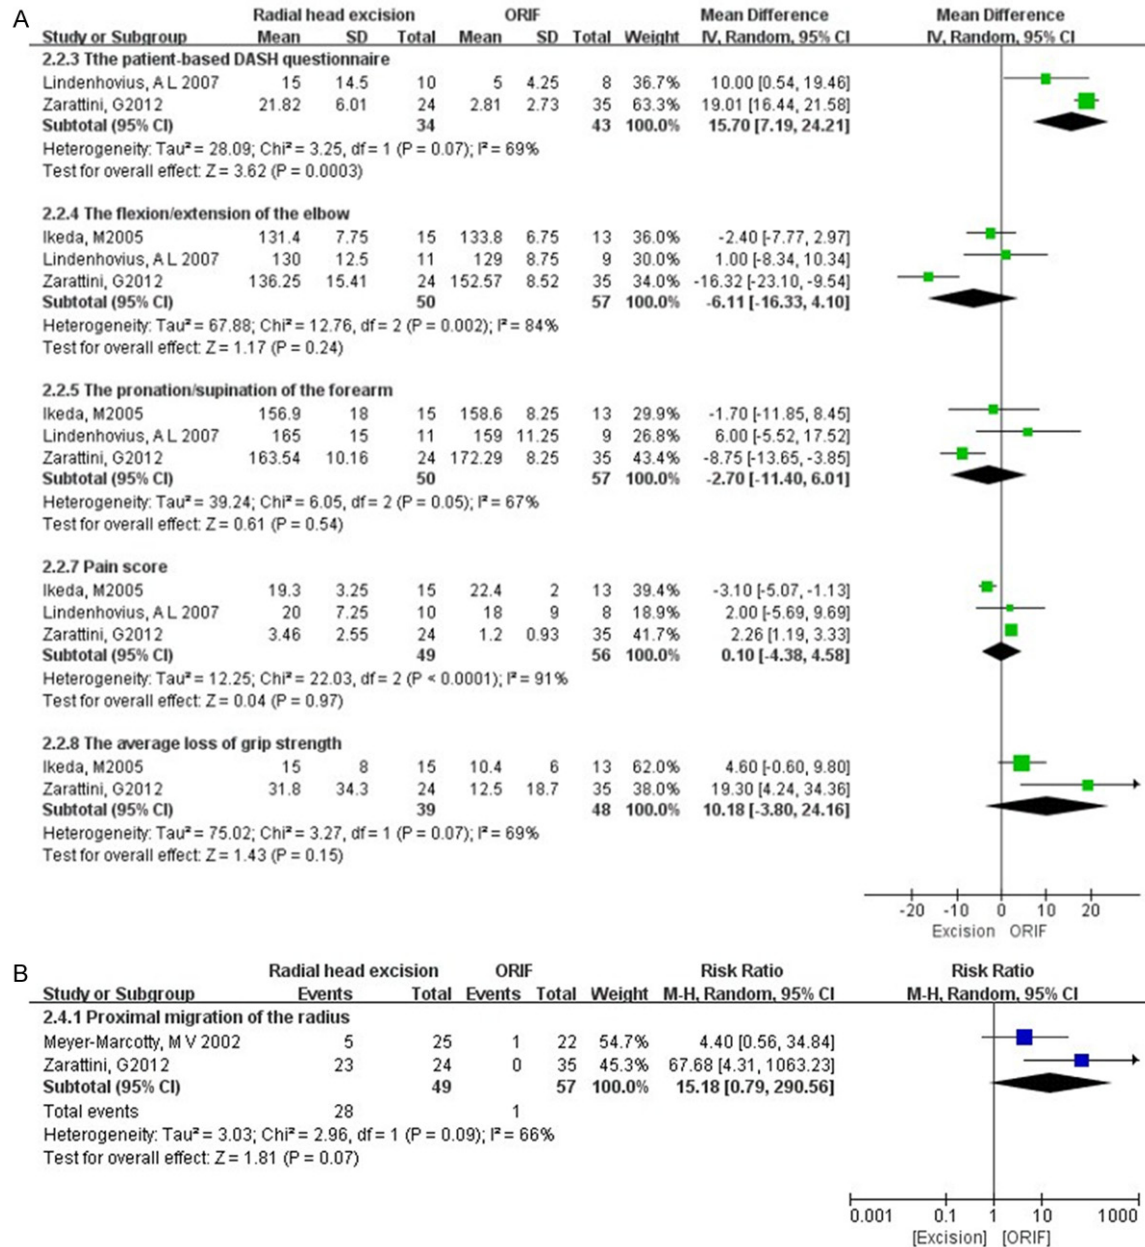 A
Radial head excision ORIF Mean Difference Mean Difference
Study or Subgroup Mean SD Total Mean SD Total Weight IV, Random, 95% CI IV, Random, 95% CI
2.2.3 Tthe patient-based DASH questionnaire
Lindenhovius, A L 2007 15 14.5 10 5 4.25 8 36.7% 10.00 [0.54, 19.46]
Zarattini, G2012 21.82 6.01 24 2.81 2.73 35 63.3% 19.01 [16.44, 21.58]
Subtotal (95% CI) 34 43 100.0% 15.70 [7.19, 24.21]
Heterogeneity: Tau² = 28.09; Chi² = 3.25, df = 1 (P = 0.07); I² = 69%
Test for overall effect: Z = 3.62 (P = 0.0003)
2.2.4 The flexion/extension of the elbow
Ikeda, M2005 131.4 7.75 15 133.8 6.75 13 36.0% -2.40 [-7.77, 2.97]
Lindenhovius, A L 2007 130 12.5 11 129 8.75 9 30.0% 1.00 [-8.34, 10.34]
Zarattini, G2012 136.25 15.41 24 152.57 8.52 35 34.0% -16.32 [-23.10, -9.54]
Subtotal (95% CI) 50 57 100.0% -6.11 [-16.33, 4.10]
Heterogeneity: Tau² = 67.88; Chi² = 12.76, df = 2 (P = 0.002); I² = 84%
Test for overall effect: Z = 1.17 (P = 0.24)
2.2.5 The pronation/supination of the forearm
Ikeda, M2005 156.9 18 15 158.6 8.25 13 29.9% -1.70 [-11.85, 8.45]
Lindenhovius, A L 2007 165 15 11 159 11.25 9 26.8% 6.00 [-5.52, 17.52]
Zarattini, G2012 163.54 10.16 24 172.29 8.25 35 43.4% -8.75 [-13.65, -3.85]
Subtotal (95% CI) 50 57 100.0% -2.70 [-11.40, 6.01]
Heterogeneity: Tau² = 39.24; Chi² = 6.05, df = 2 (P = 0.05); I² = 67%
Test for overall effect: Z = 0.61 (P = 0.54)
2.2.7 Pain score
Ikeda, M2005 19.3 3.25 15 22.4 2 13 39.4% -3.10 [-5.07, -1.13]
Lindenhovius, A L 2007 20 7.25 10 18 9 8 18.9% 2.00 [-5.69, 9.69]
Zarattini, G2012 3.46 2.55 24 1.2 0.93 35 41.7% 2.26 [1.19, 3.33]
Subtotal (95% CI) 49 56 100.0% 0.10 [-4.38, 4.58]
Heterogeneity: Tau² = 12.25; Chi² = 22.03, df = 2 (P < 0.0001); I² = 91%
Test for overall effect: Z = 0.04 (P = 0.97)
2.2.8 The average loss of grip strength
Ikeda, M2005 15 8 15 10.4 6 13 62.0% 4.60 [-0.60, 9.80]
Zarattini, G2012 31.8 34.3 24 12.5 18.7 35 38.0% 19.30 [4.24, 34.36]
Subtotal (95% CI) 39 48 100.0% 10.18 [-3.80, 24.16]
Heterogeneity: Tau² = 75.02; Chi² = 3.27, df = 1 (P = 0.07); I² = 69%
Test for overall effect: Z = 1.43 (P = 0.15)
-20 -10 0 10 20
Excision ORIF
B
Radial head excision ORIF Risk Ratio Risk Ratio
Study or Subgroup Events Total Events Total Weight M-H, Random, 95% CI M-H, Random, 95% CI
2.4.1 Proximal migration of the radius
Meyer-Marcotty, M V 2002 5 25 1 22 54.7% 4.40 [0.56, 34.84]
Zarattini, G2012 23 24 0 35 45.3% 67.68 [4.31, 1063.23]
Subtotal (95% CI) 49 57 100.0% 15.18 [0.79, 290.56]
Total events 28 1
Heterogeneity: Tau² = 3.03; Chi² = 2.96, df = 1 (P = 0.09); I² = 66%
Test for overall effect: Z = 1.81 (P = 0.07)
0.001 0.1 1 10 1000
[Excision] [ORIF]